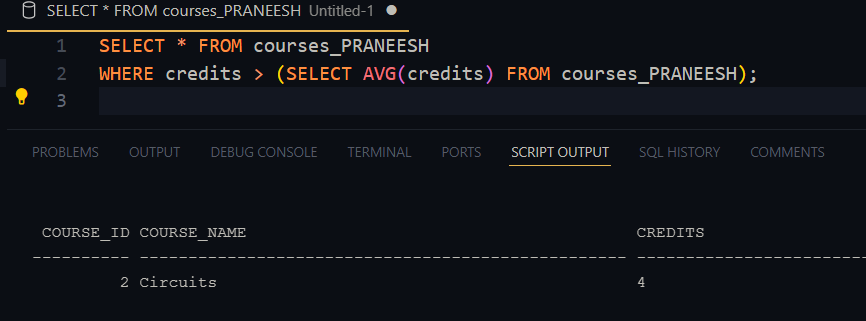 SELECT * FROM courses_PRANEESH Untitled-1
1 SELECT * FROM courses_PRANEESH
2 WHERE credits > (SELECT AVG(credits) FROM courses_PRANEESH);
3
PROBLEMS OUTPUT DEBUG CONSOLE TERMINAL PORTS SCRIPT OUTPUT SQL HISTORY COMMENTS
COURSE_ID COURSE_NAME CREDITS
---------- -------------------------------------------------- ------------------------
2 Circuits 4